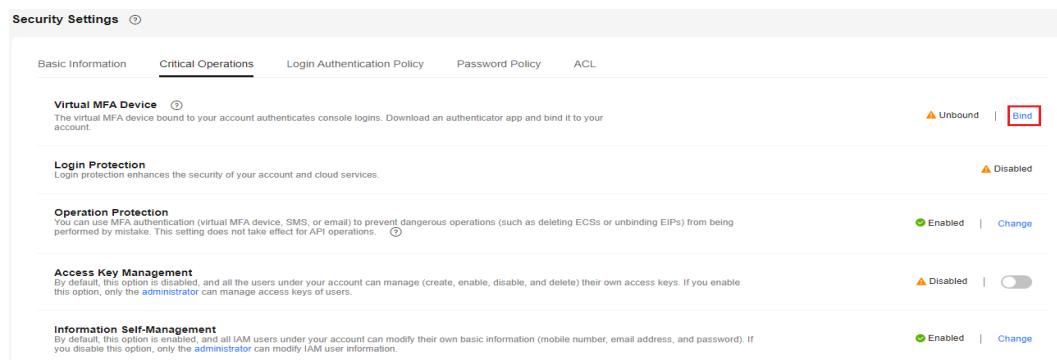 Security Settings
Basic Information Critical Operations Login Authentication Policy Password Policy ACL
Virtual MFA Device
The virtual MFA device bound to your account authenticates console logins. Download an authenticator app and bind it to your
account.
Unbound | Bind
Login Protection
Login protection enhances the security of your account and cloud services.
Disabled
Operation Protection
You can use MFA authentication (virtual MFA device, SMS, or email) to prevent dangerous operations (such as deleting ECSs or unbinding EIPs) from being
performed by mistake. This setting does not take effect for API operations.
Enabled | Change
Access Key Management
By default, this option is disabled, and all the users under your account can manage (create, enable, disable, and delete) their own access keys. If you enable
this option, only the administrator can manage access keys of users.
Disabled |
Information Self-Management
By default, this option is enabled, and all IAM users under your account can modify their own basic information (mobile number, email address, and password). If
you disable this option, only the administrator can modify IAM user information.
Enabled | Change